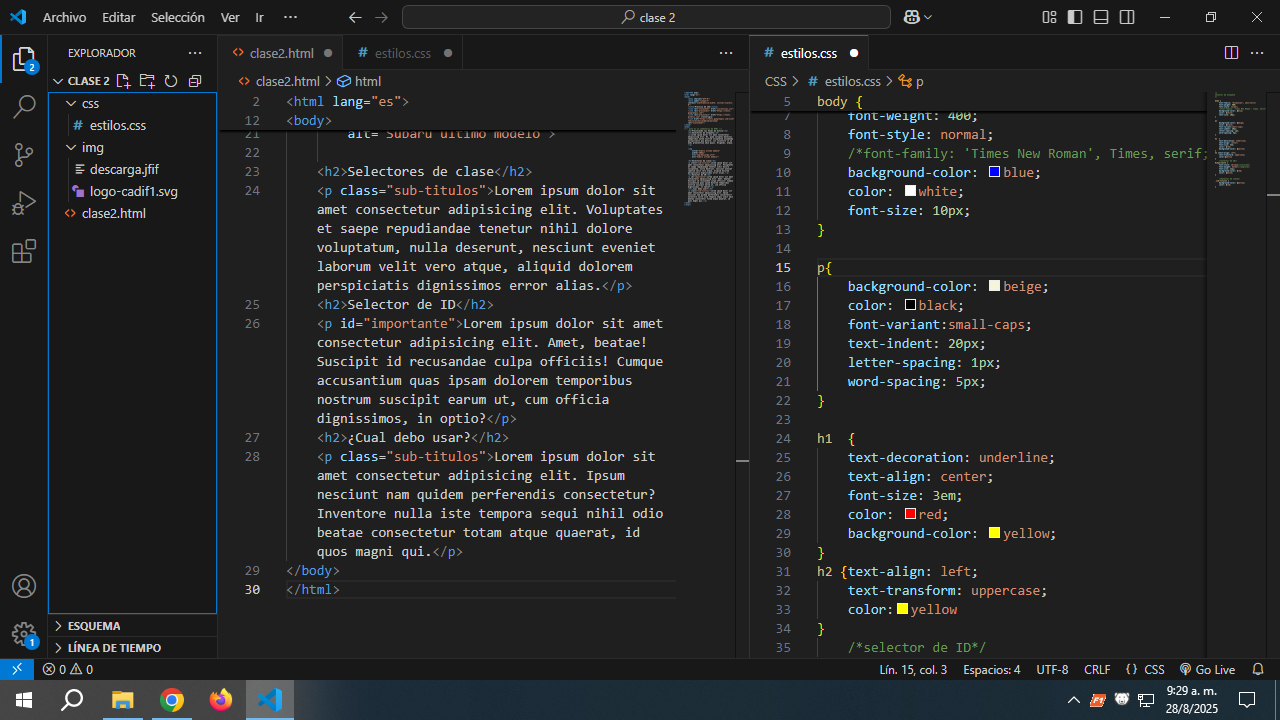 Archivo Editar Selección Ver Ir ··· clase 2
EXPLORADOR ···
CLASE 2
css
# estilos.css
img
descarga.jfif
logo-cadif1.svg
<> clase2.html
ESQUEMA
LÍNEA DE TIEMPO
<> clase2.html ● # estilos.css ● ···
<> clase2.html > html
2 <html lang="es">
12 <body>
21 alt="Subaru ultimo modelo">
22
23 <h2>Selectores de clase</h2>
24 <p class="sub-titulos">Lorem ipsum dolor sit
amet consectetur adipisicing elit. Voluptates
et saepe repudiandae tenetur nihil dolore
voluptatum, nulla deserunt, nesciunt eveniet
laborum velit vero atque, aliquid dolorem
perspiciatis dignissimos error alias.</p>
25 <h2>Selector de ID</h2>
26 <p id="importante">Lorem ipsum dolor sit amet
consectetur adipisicing elit. Amet, beatae!
Suscipit id recusandae culpa officiis! Cumque
accusantium quas ipsam dolorem temporibus
nostrum suscipit earum ut, cum officia
dignissimos, in optio?</p>
27 <h2>¿Cual debo usar?</h2>
28 <p class="sub-titulos">Lorem ipsum dolor sit
amet consectetur adipisicing elit. Ipsum
nesciunt nam quidem perferendis consectetur?
Inventore nulla iste tempora sequi nihil odio
beatae consectetur totam atque quaerat, id
quos magni qui.</p>
29 </body>
30 </html>
# estilos.css ● ···
CSS > # estilos.css > p
5 body {
7 font-weight: 400;
8 font-style: normal;
9 /*font-family: 'Times New Roman', Times, serif;
10 background-color: blue;
11 color: white;
12 font-size: 10px;
13 }
14
15 p{
16 background-color: beige;
17 color: black;
18 font-variant:small-caps;
19 text-indent: 20px;
20 letter-spacing: 1px;
21 word-spacing: 5px;
22 }
23
24 h1 {
25 text-decoration: underline;
26 text-align: center;
27 font-size: 3em;
28 color: red;
29 background-color: yellow;
30 }
31 h2 {text-align: left;
32 text-transform: uppercase;
33 color:yellow
34 }
35 /*selector de ID*/
2
1
0 0 Lín. 15, col. 3 Espacios: 4 UTF-8 CRLF {} CSS Go Live
9:29 a. m.
28/8/2025